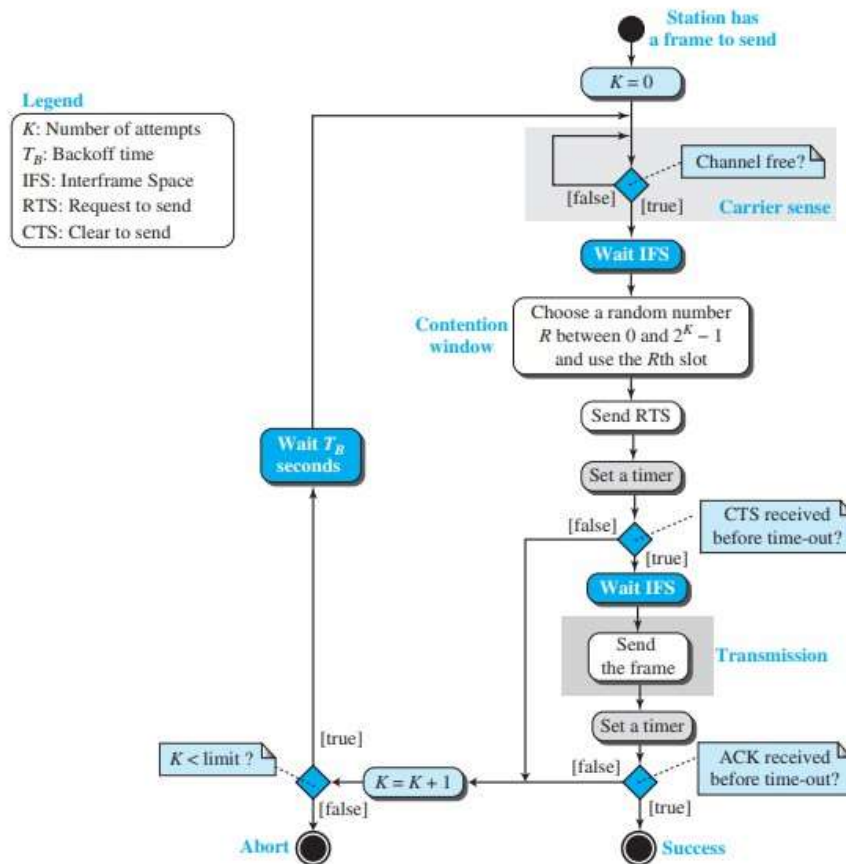 Station has
a frame to send
K = 0
Legend
K: Number of attempts
T_B: Backoff time
IFS: Interframe Space
RTS: Request to send
CTS: Clear to send
Channel free?
[false]
[true]
Carrier sense
Wait IFS
Contention
window
Choose a random number
R between 0 and 2^K − 1
and use the Rth slot
Send RTS
Wait T_B
seconds
Set a timer
[false]
CTS received
before time-out?
[true]
Wait IFS
Send
the frame
Transmission
Set a timer
K < limit ?
[true]
K = K + 1
[false]
ACK received
before time-out?
[false]
[true]
Abort
Success